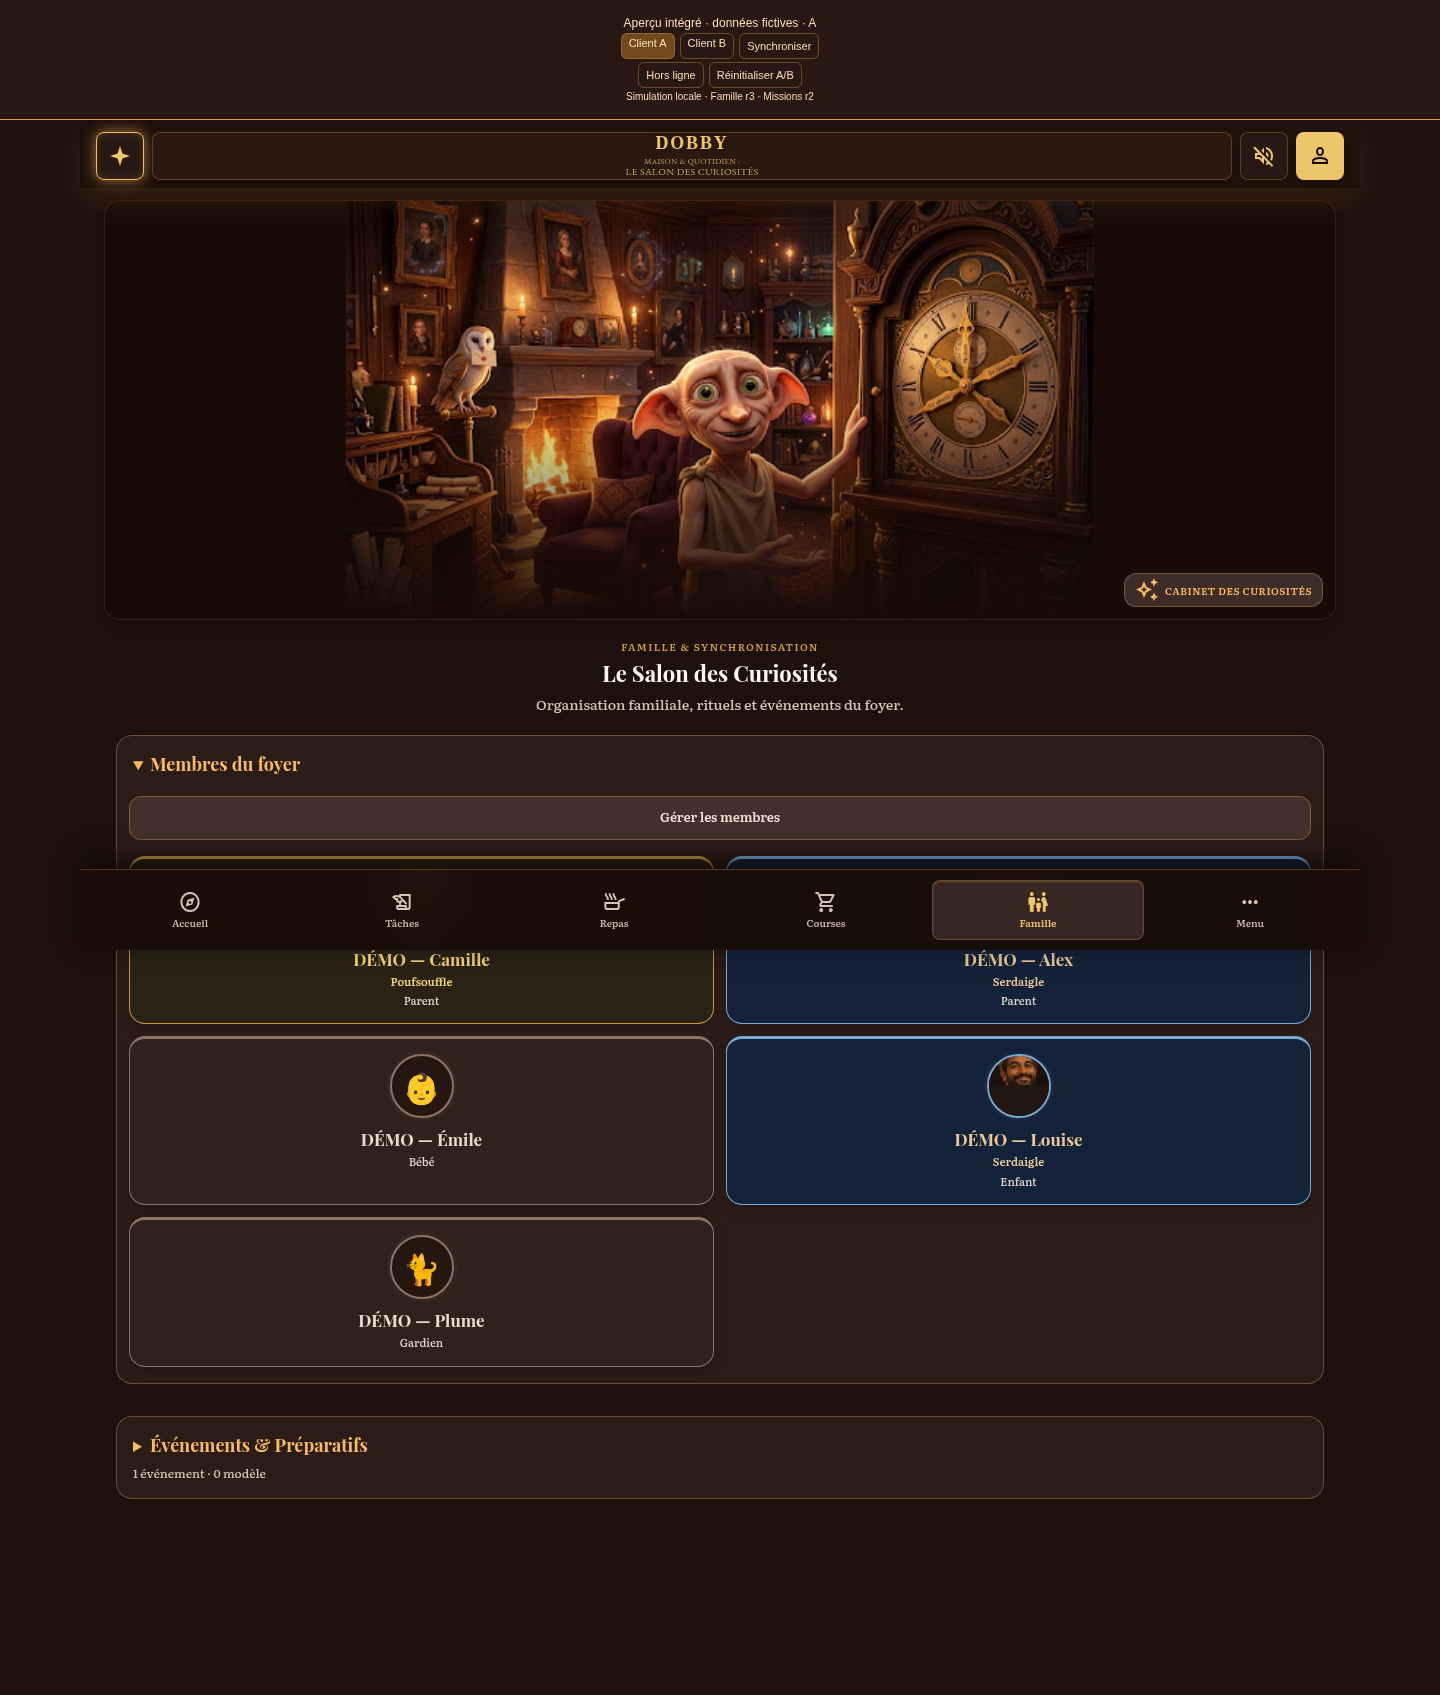 Aperçu intégré · données fictives · A
Client A
Client B
Synchroniser
Hors ligne
Réinitialiser A/B
Simulation locale · Famille r3 · Missions r2
DOBBY
MAISON & QUOTIDIEN ·
LE SALON DES CURIOSITÉS
CABINET DES CURIOSITÉS
FAMILLE & SYNCHRONISATION
Le Salon des Curiosités
Organisation familiale, rituels et événements du foyer.
▼ Membres du foyer
Gérer les membres
Accueil
Tâches
Repas
Courses
Famille
Menu
DÉMO — Camille
Poufsouffle
Parent
DÉMO — Alex
Serdaigle
Parent
DÉMO — Émile
Bébé
DÉMO — Louise
Serdaigle
Enfant
DÉMO — Plume
Gardien
▶ Événements & Préparatifs
1 événement · 0 modèle